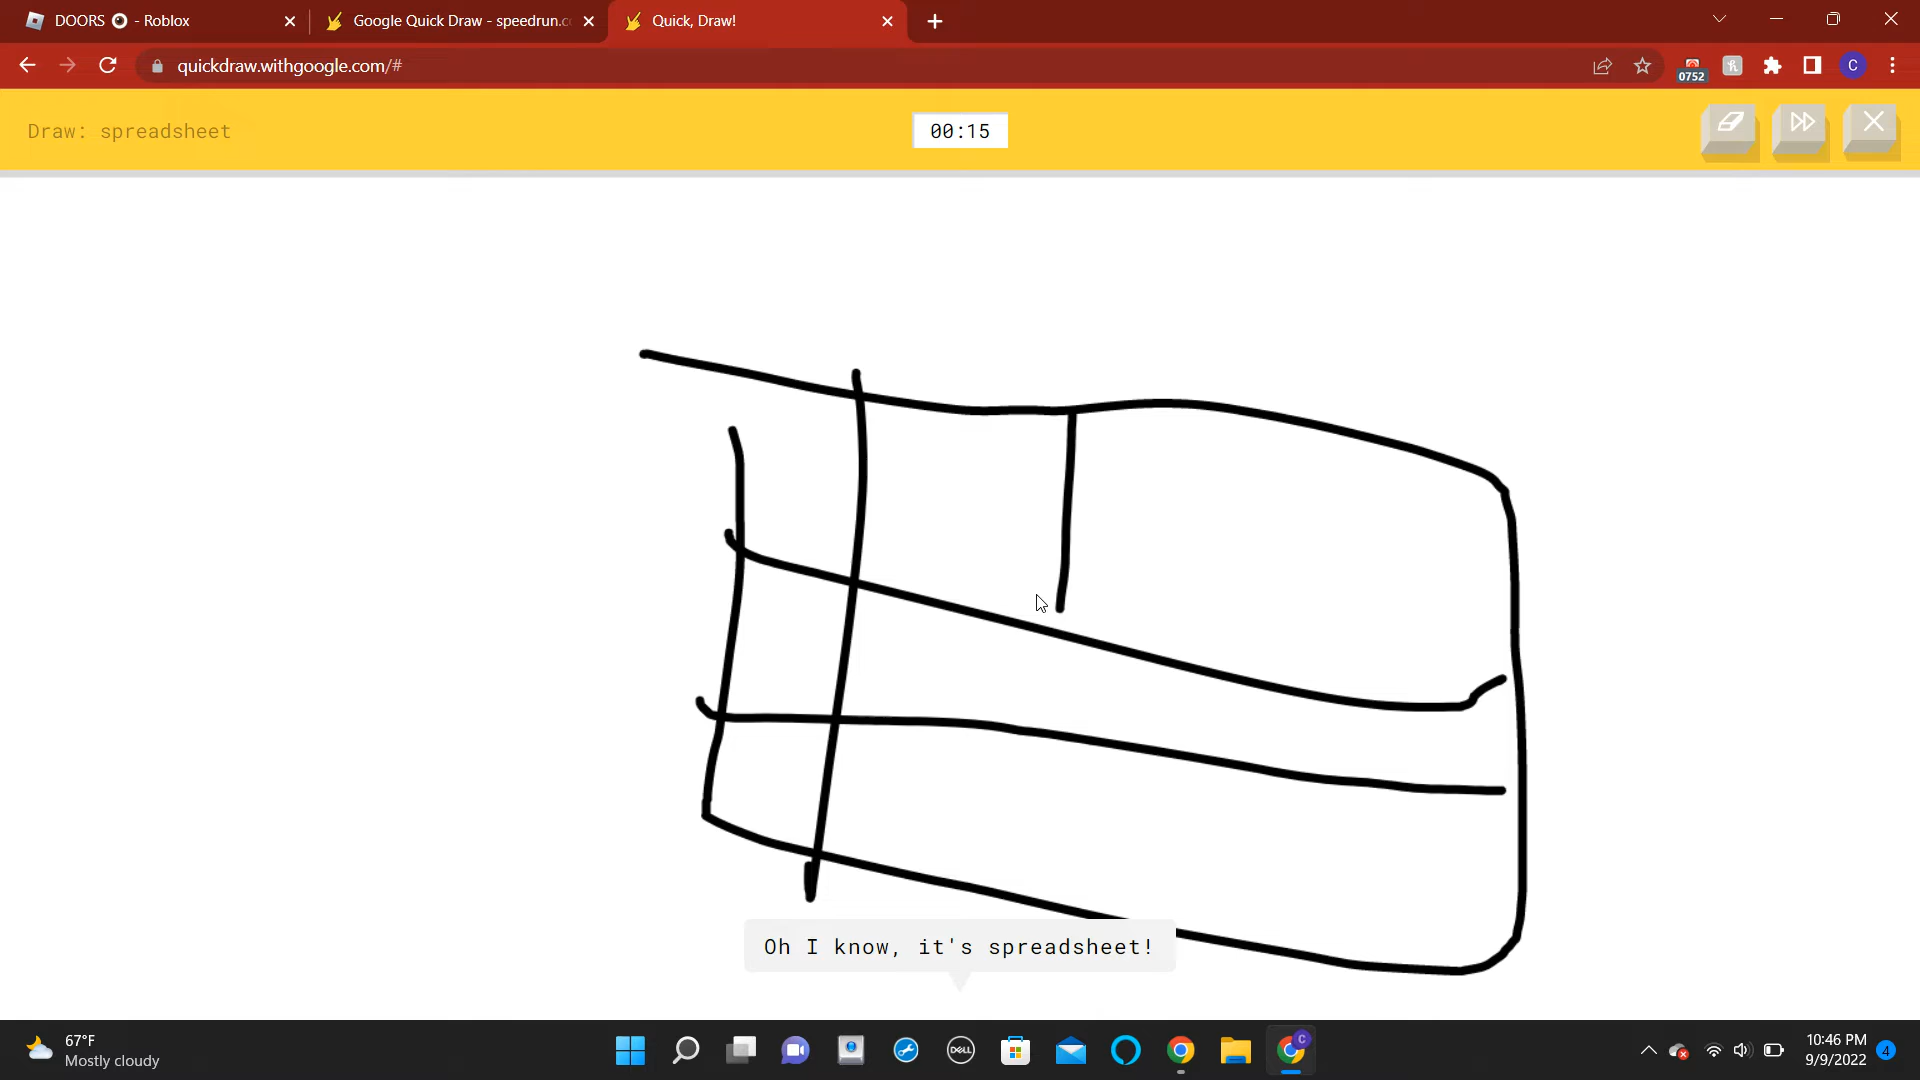 DOORS - Roblox
Google Quick Draw - speedrun.c
Quick, Draw!
quickdraw.withgoogle.com/#
0752
C
Draw: spreadsheet
00:15
Oh I know, it's spreadsheet!
67°F
Mostly cloudy
DELL
C
10:46 PM
9/9/2022
4